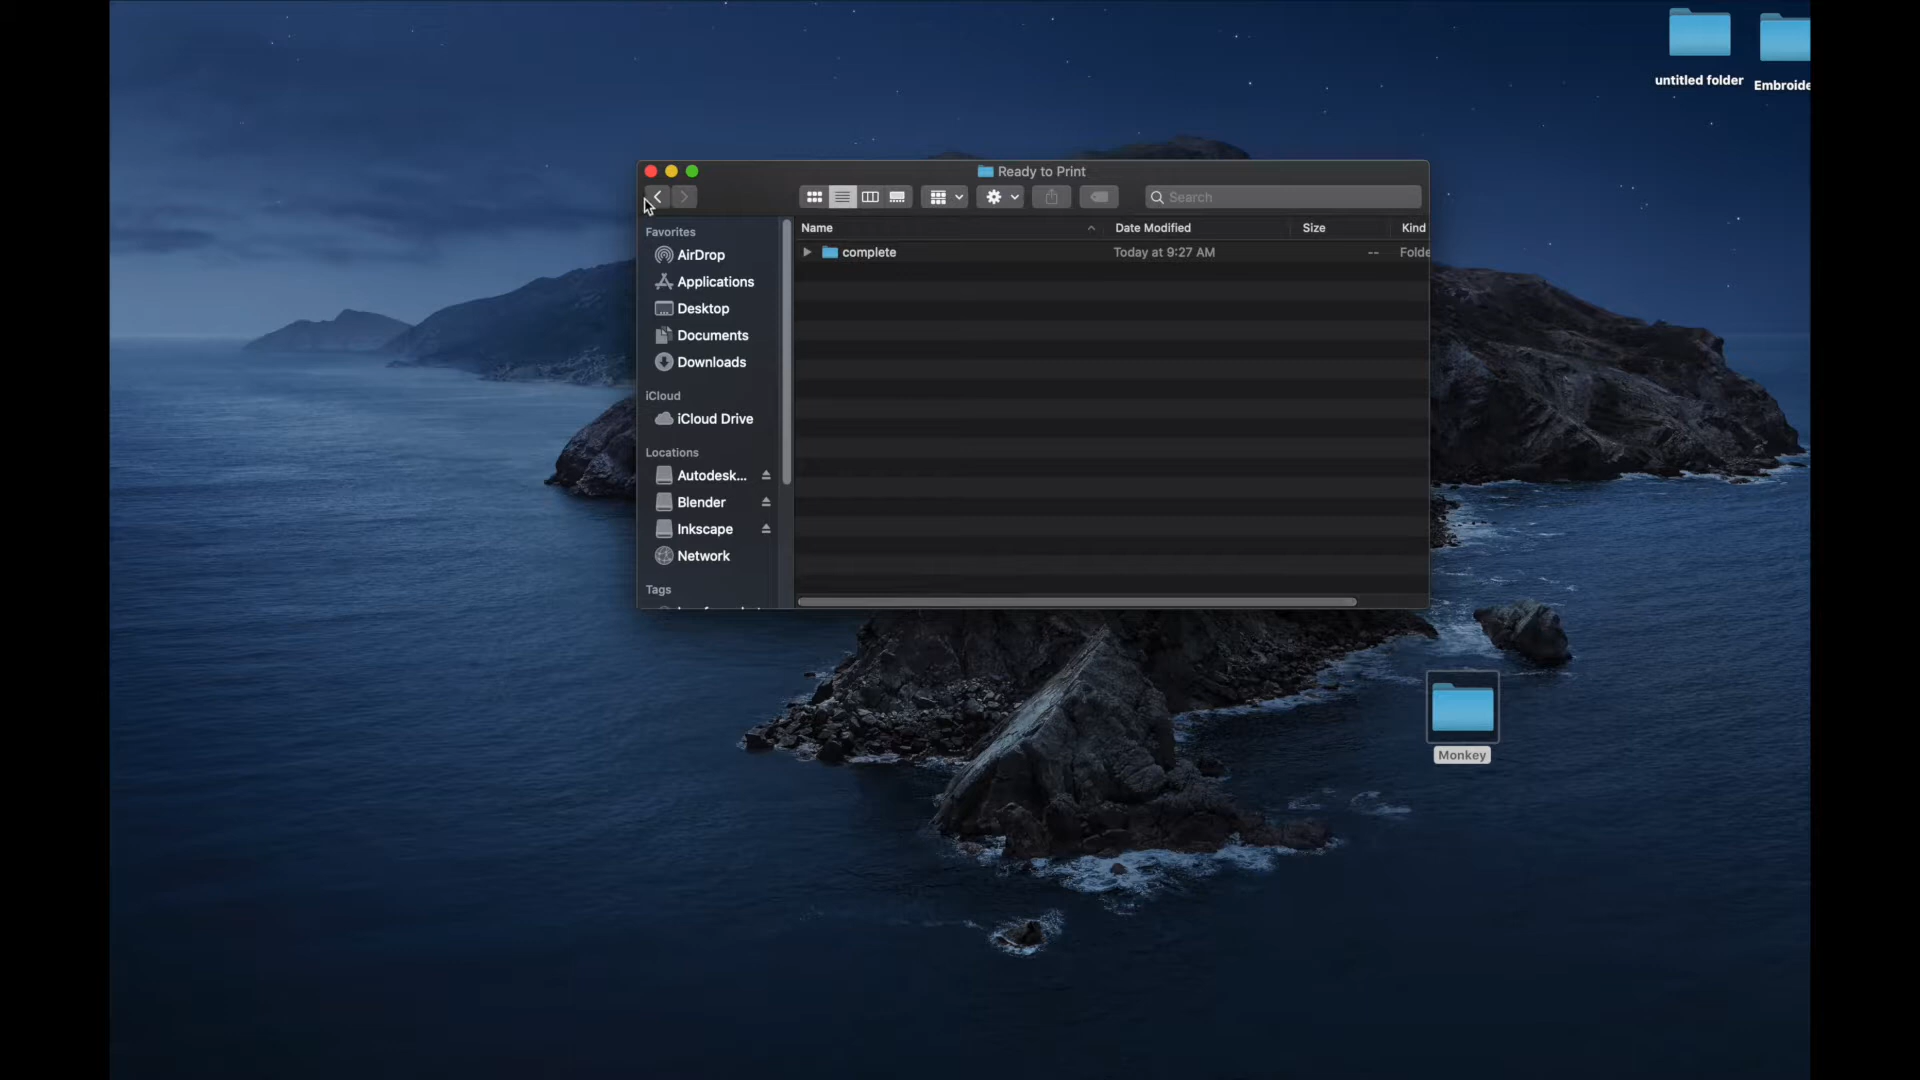 untitled folder
Embroide
Ready to Print
Search
Favorites
AirDrop
Applications
Desktop
Documents
Downloads
iCloud
iCloud Drive
Locations
Autodesk...
Blender
Inkscape
Network
Tags
Name
Date Modified
Size
Kind
complete
Today at 9:27 AM
--
Folde
Monkey